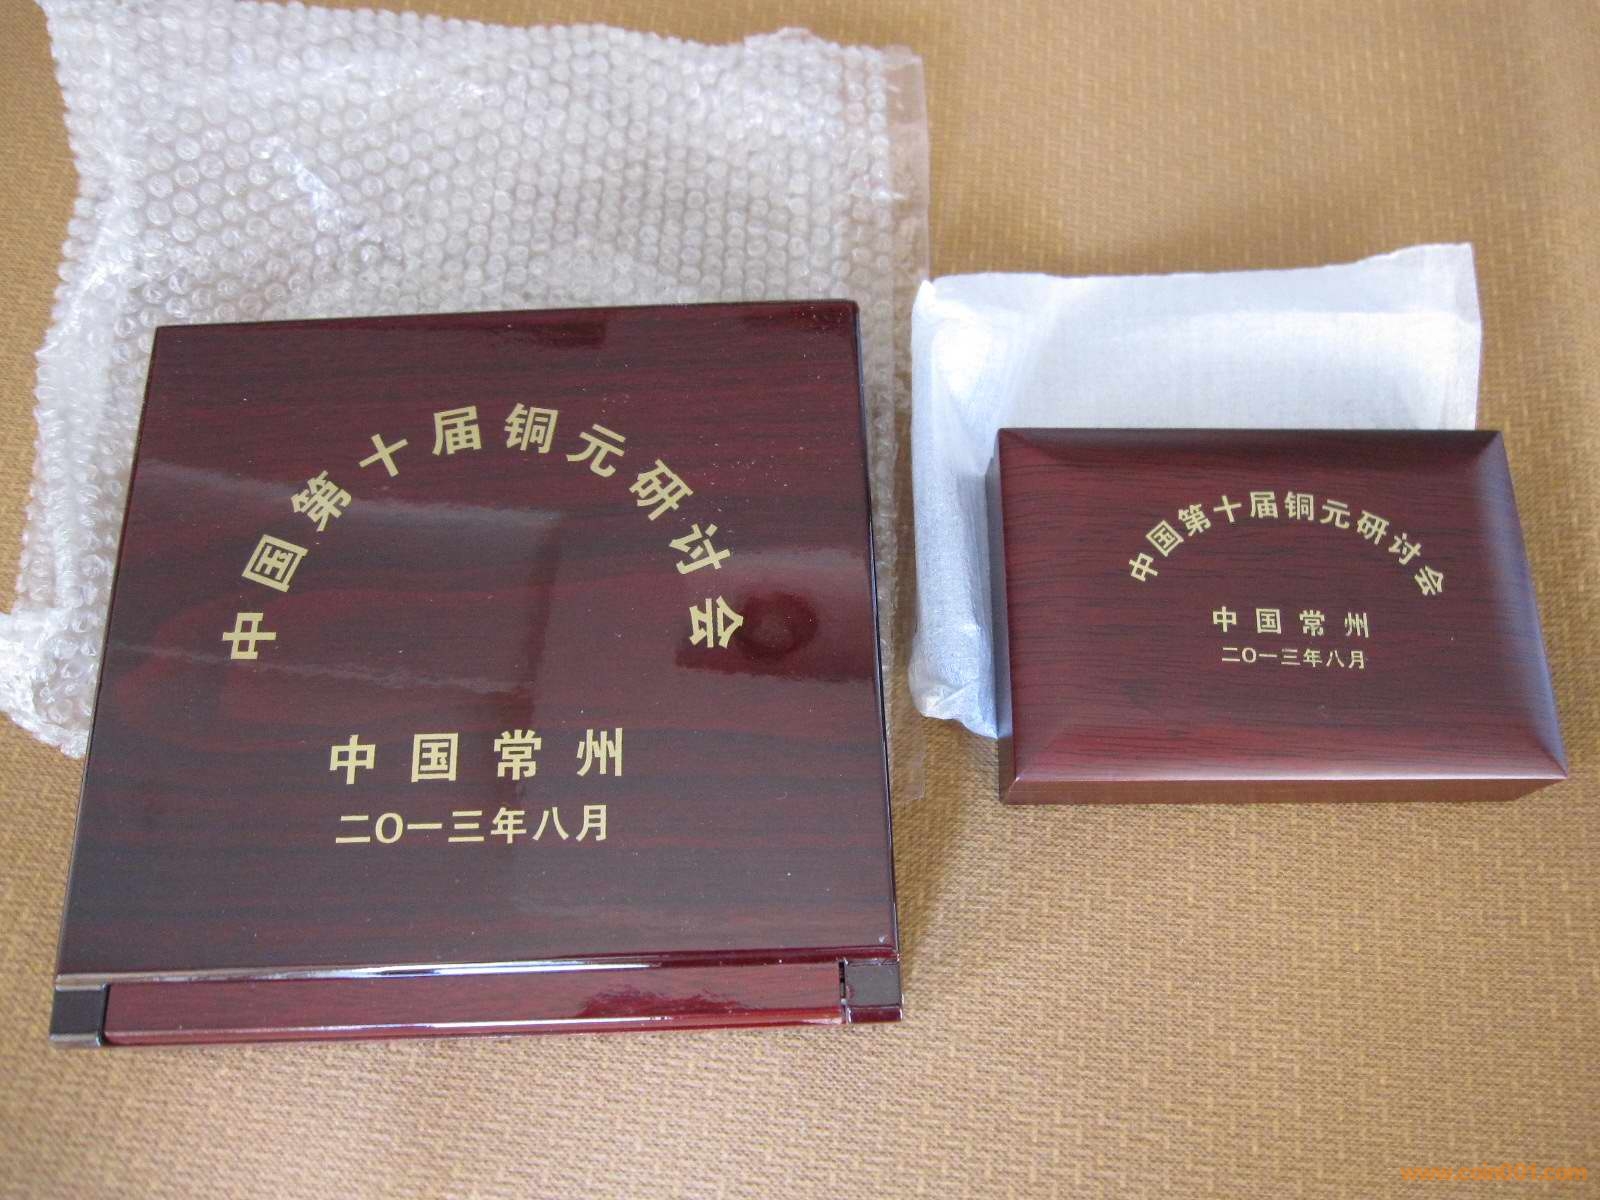 中国第十届铜元研讨会
中国常州
二〇一三年八月
中国第十届铜元研讨会
中国常州
二〇一三年八月